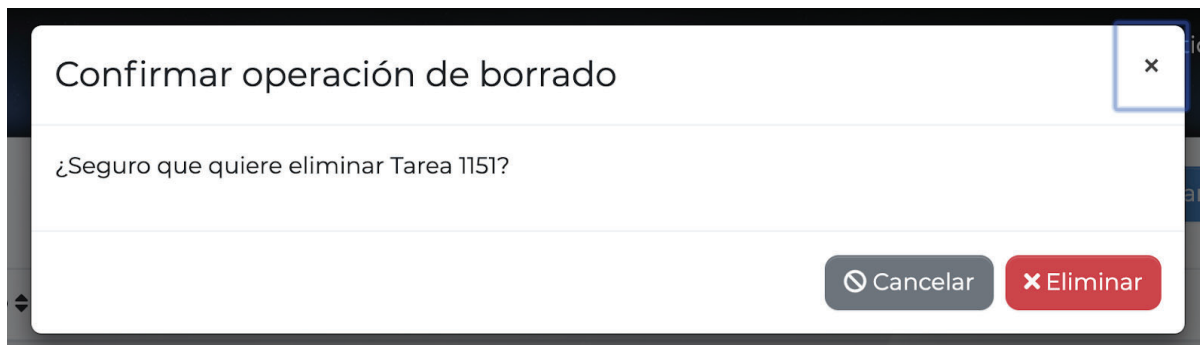 Confirmar operación de borrado
×
¿Seguro que quiere eliminar Tarea 1151?
Cancelar
Eliminar